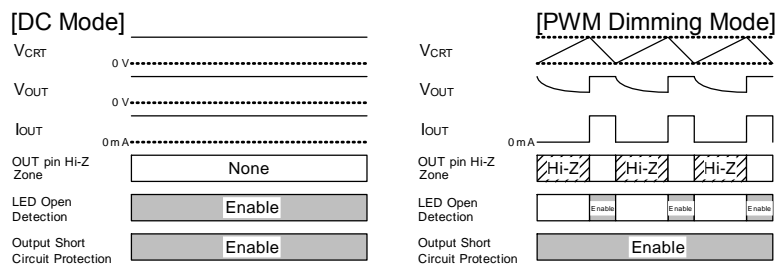 [DC Mode]
VCRT
0 V
VOUT
0 V
IOUT
0 m A
OUT pin Hi-Z
Zone
None
LED Open
Detection
Enable
Output Short
Circuit Protection
Enable
[PWM Dimming Mode]
VCRT
VOUT
IOUT
0 m A
OUT pin Hi-Z
Zone
Hi-Z Hi-Z Hi-Z
LED Open
Detection
Enable Enable Enable
Output Short
Circuit Protection
Enable